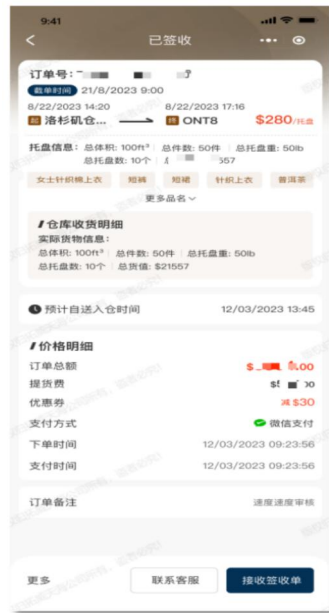 9:41
已签收
订单号:
截单时间 21/8/2023 9:00
8/22/2023 14:20 8/22/2023 17:16
起 洛杉矶仓... 终 ONT8 $280/托盘
托盘信息: 总体积: 100ft³ 总件数: 50件 总托盘重: 50lb
总托盘数: 10个 557
女士针织棉上衣 短裤 短裙 针织上衣 普洱茶
更多品名
仓库收货明细
实际货物信息:
总体积: 100ft³ 总件数: 50件 总托盘重: 50lb
总托盘数: 10个 总货值: $21557
预计自送入仓时间 12/03/2023 13:45
价格明细
订单总额 $ .00
提货费 $
优惠券 减$30
支付方式 微信支付
下单时间 12/03/2023 09:23:56
支付时间 12/03/2023 09:23:56
订单备注 速度速度审核
更多 联系客服 接收签收单